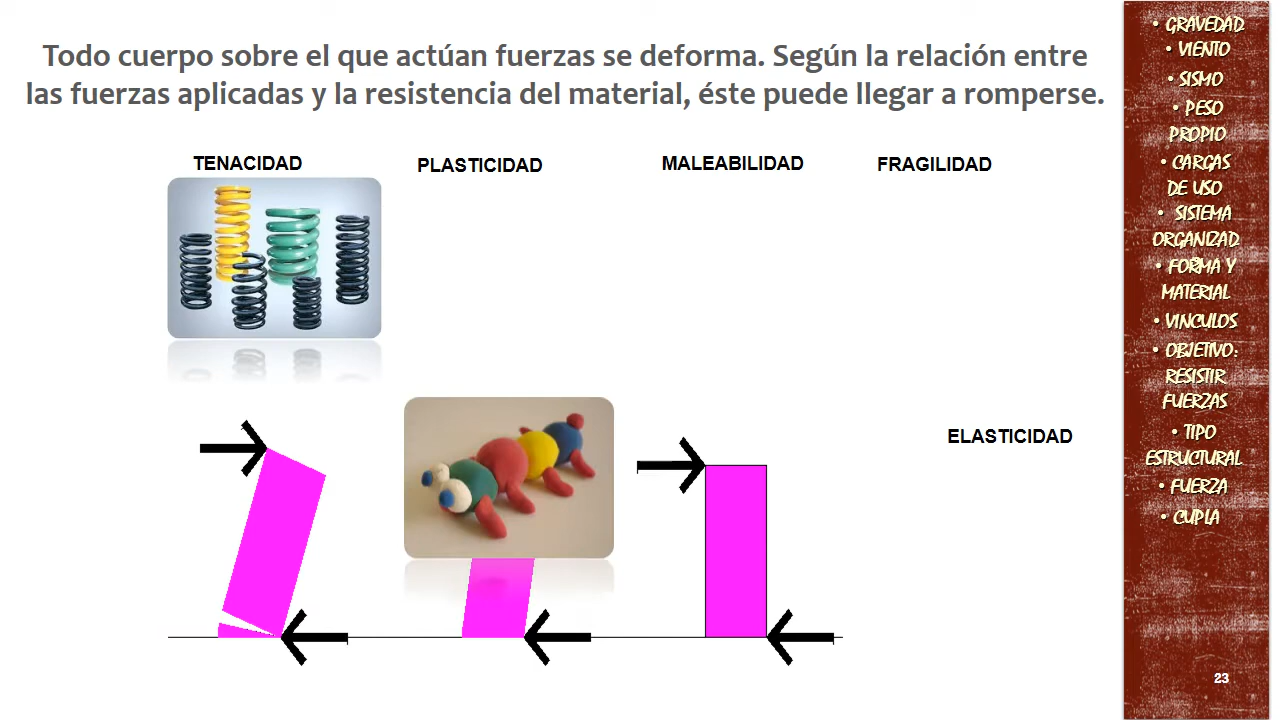 Todo cuerpo sobre el que actúan fuerzas se deforma. Según la relación entre
las fuerzas aplicadas y la resistencia del material, éste puede llegar a romperse.
TENACIDAD
PLASTICIDAD
MALEABILIDAD
FRAGILIDAD
ELASTICIDAD
• GRAVEDAD
• VIENTO
• SISMO
• PESO
PROPIO
• CARGAS
DE USO
• SISTEMA
ORGANIZAD
O
• FORMA Y
MATERIAL
• VINCULOS
• OBJETIVO:
RESISTIR
FUERZAS
• TIPO
ESTRUCTURAL
• FUERZA
• CUPLA
23